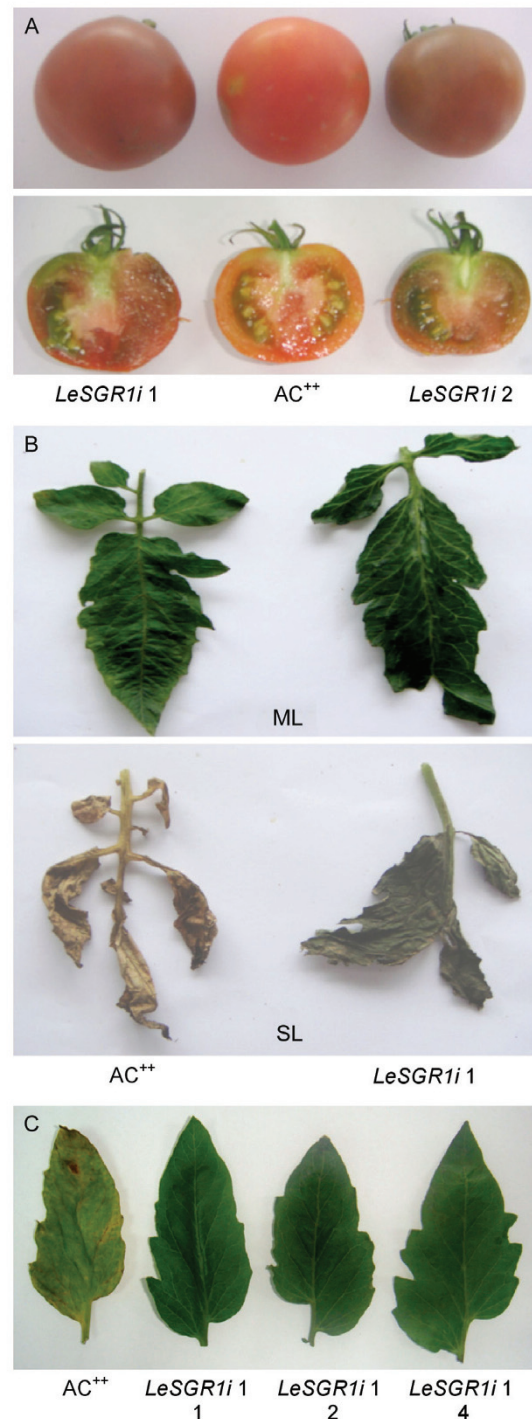 A
LeSGR1i 1 AC++ LeSGR1i 2
B
ML
SL
AC++ LeSGR1i 1
C
AC++ LeSGR1i 1 LeSGR1i 1 LeSGR1i 1
1 2 4